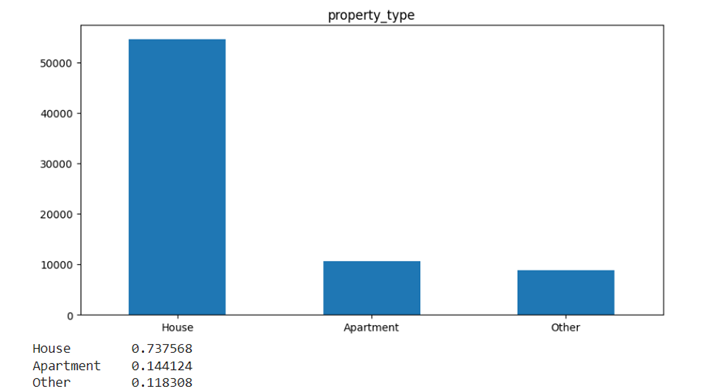 property_type
50000
40000
30000
20000
10000
0
House Apartment Other
House 0.737568
Apartment 0.144124
Other 0.118308